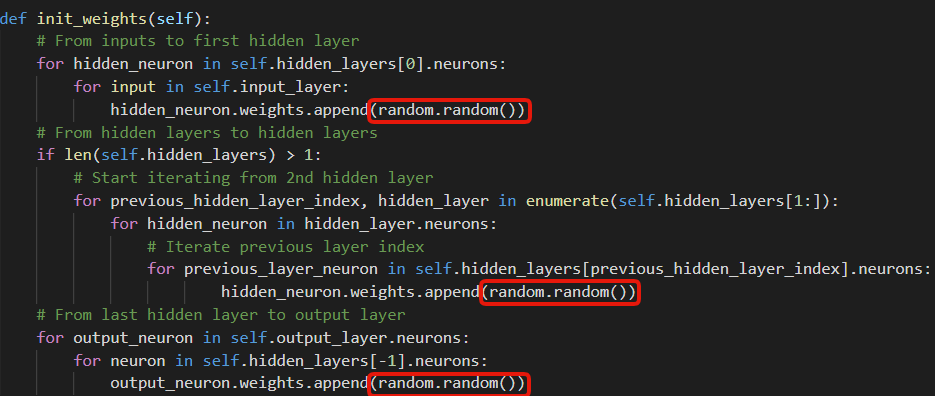 def init_weights(self):
    # From inputs to first hidden layer
    for hidden_neuron in self.hidden_layers[0].neurons:
        for input in self.input_layer:
            hidden_neuron.weights.append(random.random())
    # From hidden layers to hidden layers
    if len(self.hidden_layers) > 1:
        # Start iterating from 2nd hidden layer
        for previous_hidden_layer_index, hidden_layer in enumerate(self.hidden_layers[1:]):
            for hidden_neuron in hidden_layer.neurons:
                # Iterate previous layer index
                for previous_layer_neuron in self.hidden_layers[previous_hidden_layer_index].neurons:
                        hidden_neuron.weights.append(random.random())
    # From last hidden layer to output layer
    for output_neuron in self.output_layer.neurons:
        for neuron in self.hidden_layers[-1].neurons:
            output_neuron.weights.append(random.random())